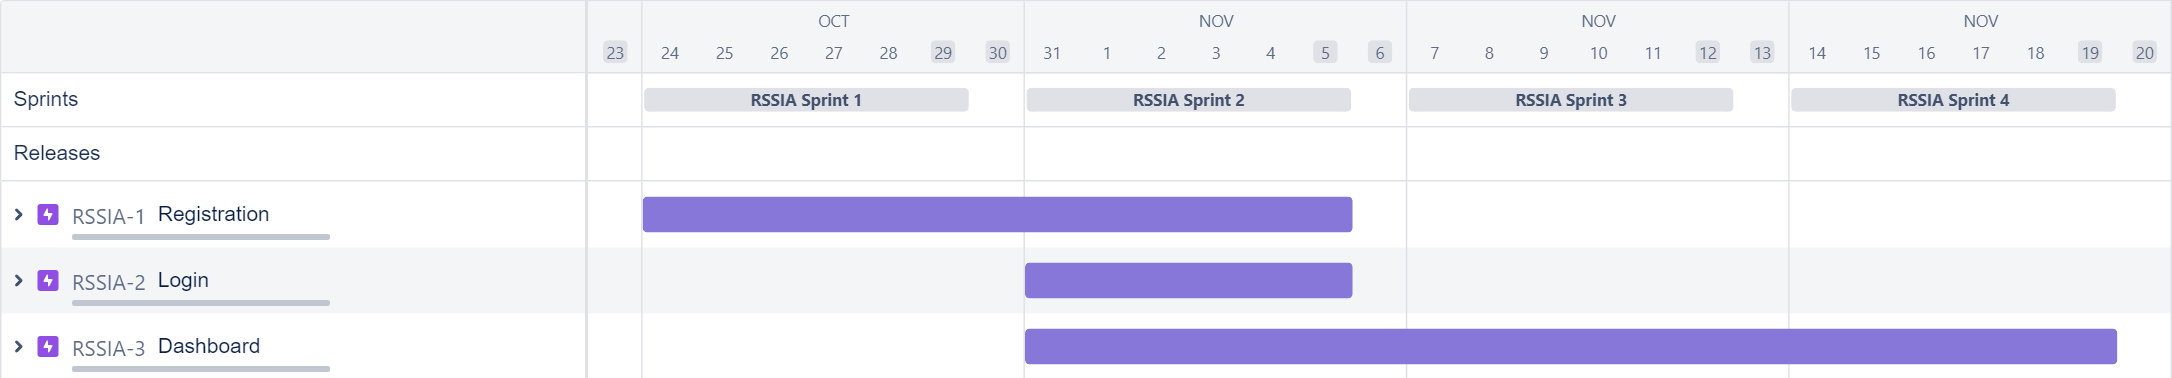 OCT NOV NOV NOV
23 24 25 26 27 28 29 30 31 1 2 3 4 5 6 7 8 9 10 11 12 13 14 15 16 17 18 19 20
Sprints RSSIA Sprint 1 RSSIA Sprint 2 RSSIA Sprint 3 RSSIA Sprint 4
Releases
RSSIA-1 Registration
RSSIA-2 Login
RSSIA-3 Dashboard